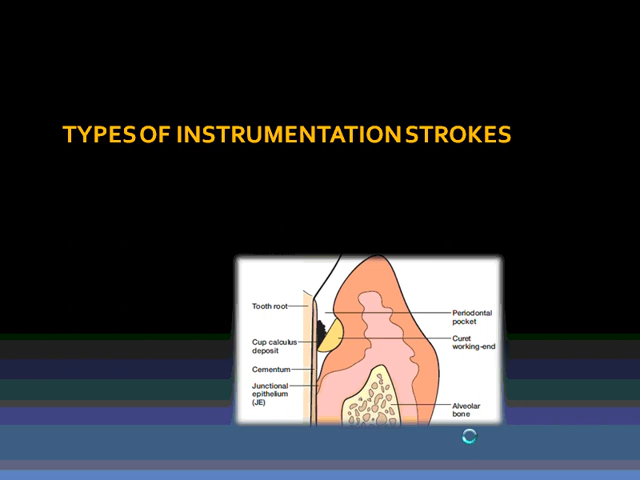 TYPES OF INSTRUMENTATION STROKES
Tooth root
Cup calculus
deposit
Cementum
Junctional
epithelium
(JE)
Periodontal
pocket
Curet
working-end
Alveolar
bone